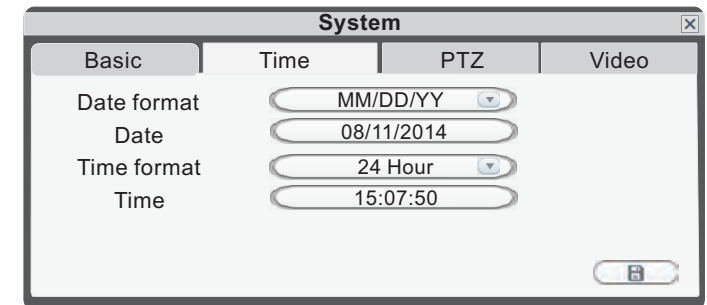 System
Basic Time PTZ Video
Date format MM/DD/YY
Date 08/11/2014
Time format 24 Hour
Time 15:07:50